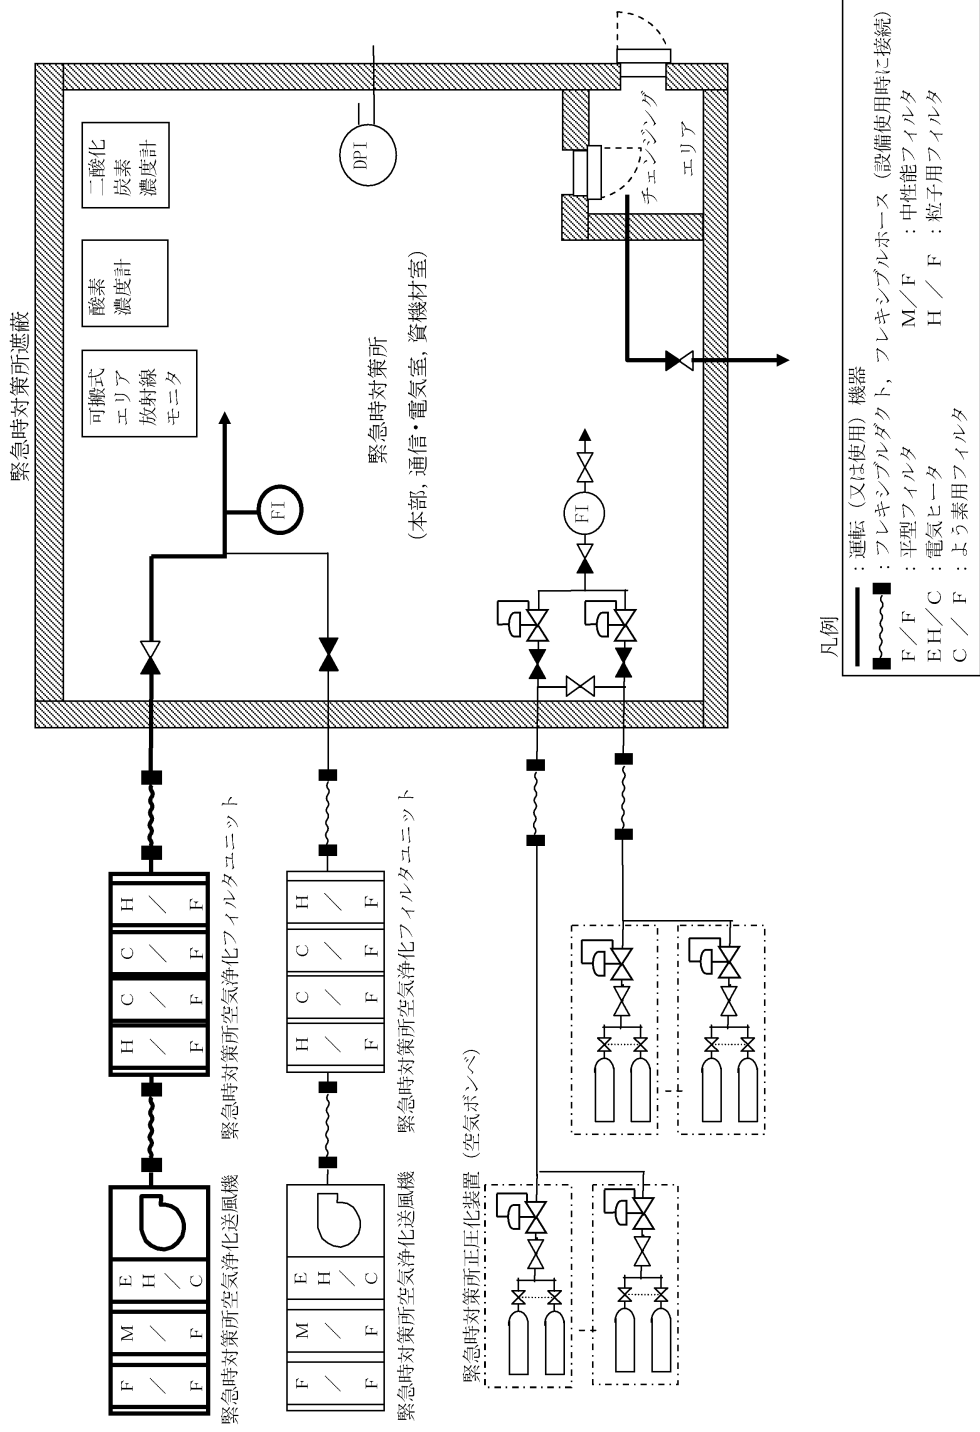 緊急時対策所遮蔽
可搬式
エリア
放射線
モニタ
酸素
濃度計
二酸化
炭素
濃度計
DPI
FI
緊急時対策所
(本部,通信・電気室,資機材室)
チェンジング
エリア
FI
F/F
M/F
EH/C
H/F
C/F
C/F
H/F
緊急時対策所空気浄化送風機
緊急時対策所空気浄化フィルタユニット
F/F
M/F
EH/C
H/F
C/F
C/F
H/F
緊急時対策所空気浄化送風機
緊急時対策所空気浄化フィルタユニット
緊急時対策所正圧化装置(空気ボンベ)
凡例
:運転(又は使用)機器
:フレキシブルダクト, フレキシブルホース(設備使用時に接続)
F/F :平型フィルタ M/F :中性能フィルタ
EH/C :電気ヒータ H/F :粒子用フィルタ
C/F :よう素用フィルタ